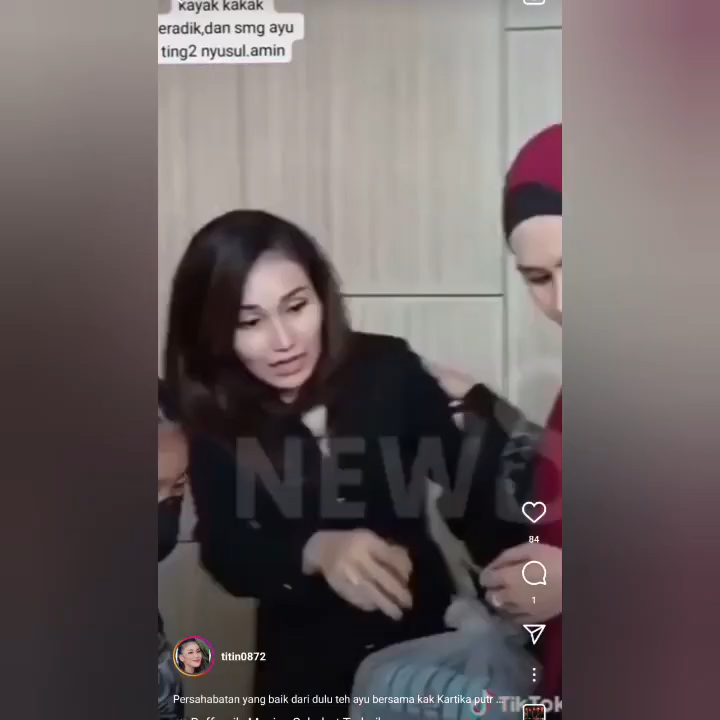 kayak kakak
eradik,dan smg ayu
ting2 nyusul.amin
NEWS
84
1
titin0872
Persahabatan yang baik dari dulu teh ayu bersama kak Kartika putr ...
TikTok